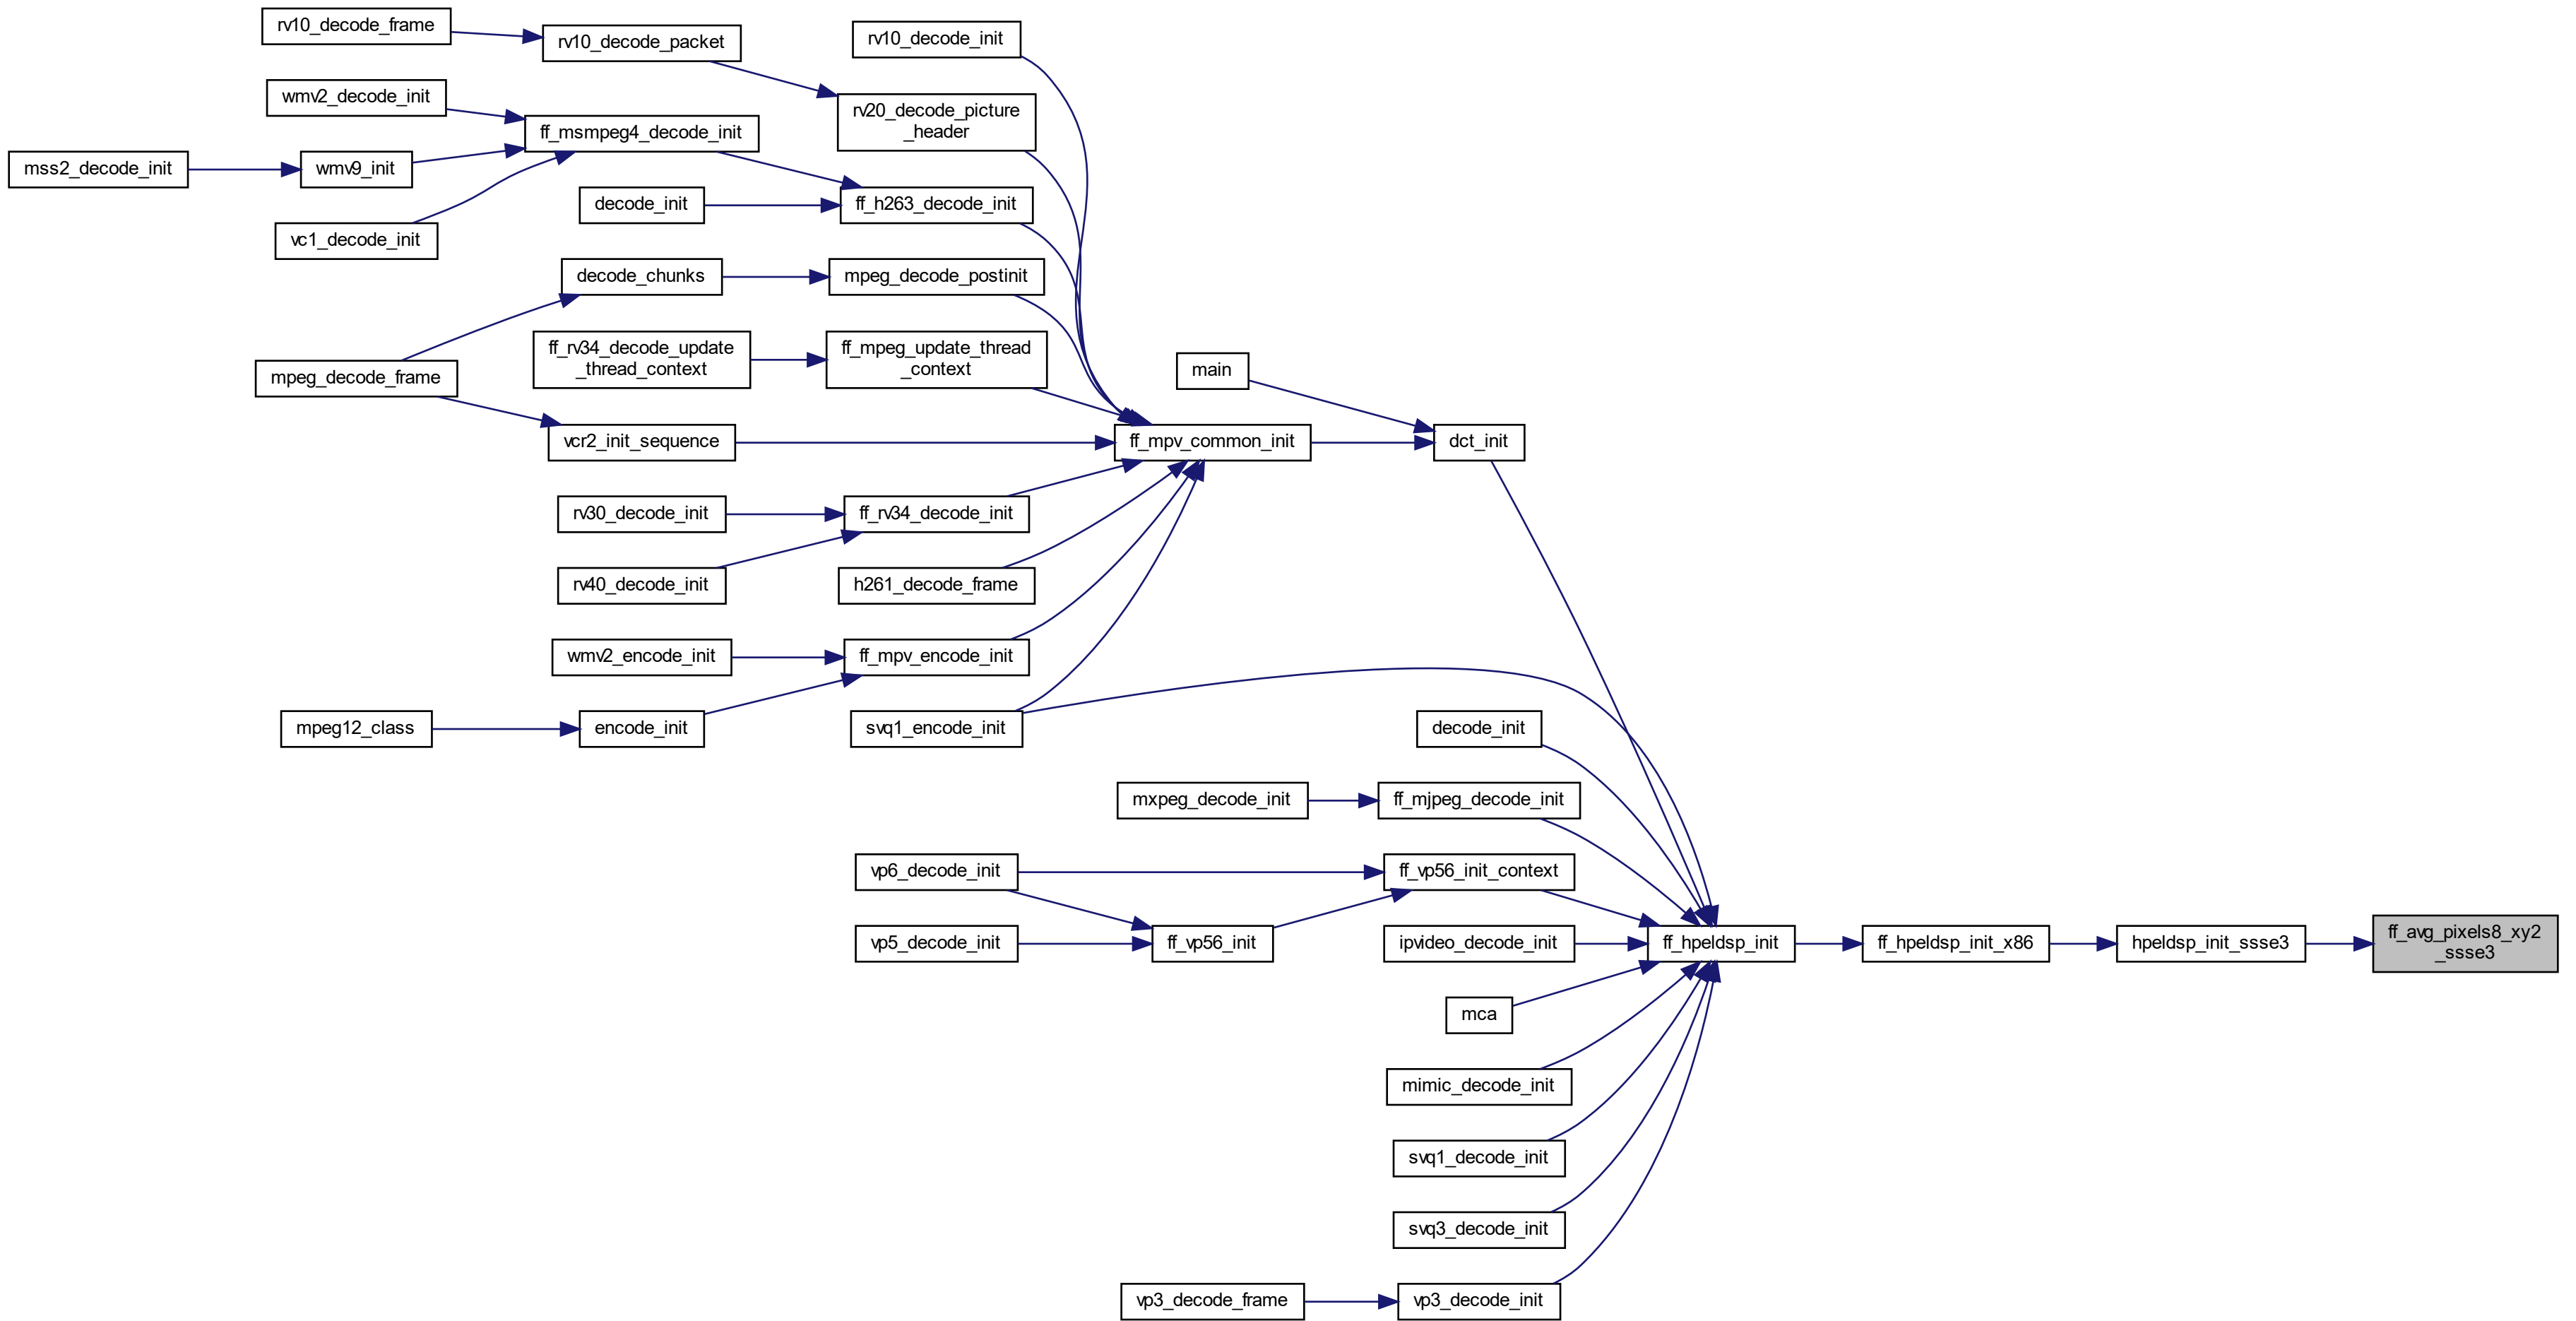 rv10_decode_frame
rv10_decode_packet
rv10_decode_init
wmv2_decode_init
rv20_decode_picture
_header
ff_msmpeg4_decode_init
mss2_decode_init
wmv9_init
decode_init
ff_h263_decode_init
vc1_decode_init
decode_chunks
mpeg_decode_postinit
ff_rv34_decode_update
_thread_context
ff_mpeg_update_thread
_context
main
mpeg_decode_frame
vcr2_init_sequence
ff_mpv_common_init
dct_init
rv30_decode_init
ff_rv34_decode_init
rv40_decode_init
h261_decode_frame
wmv2_encode_init
ff_mpv_encode_init
mpeg12_class
encode_init
svq1_encode_init
decode_init
mxpeg_decode_init
ff_mjpeg_decode_init
vp6_decode_init
ff_vp56_init_context
vp5_decode_init
ff_vp56_init
ipvideo_decode_init
ff_hpeldsp_init
ff_hpeldsp_init_x86
hpeldsp_init_ssse3
ff_avg_pixels8_xy2
_ssse3
mca
mimic_decode_init
svq1_decode_init
svq3_decode_init
vp3_decode_frame
vp3_decode_init